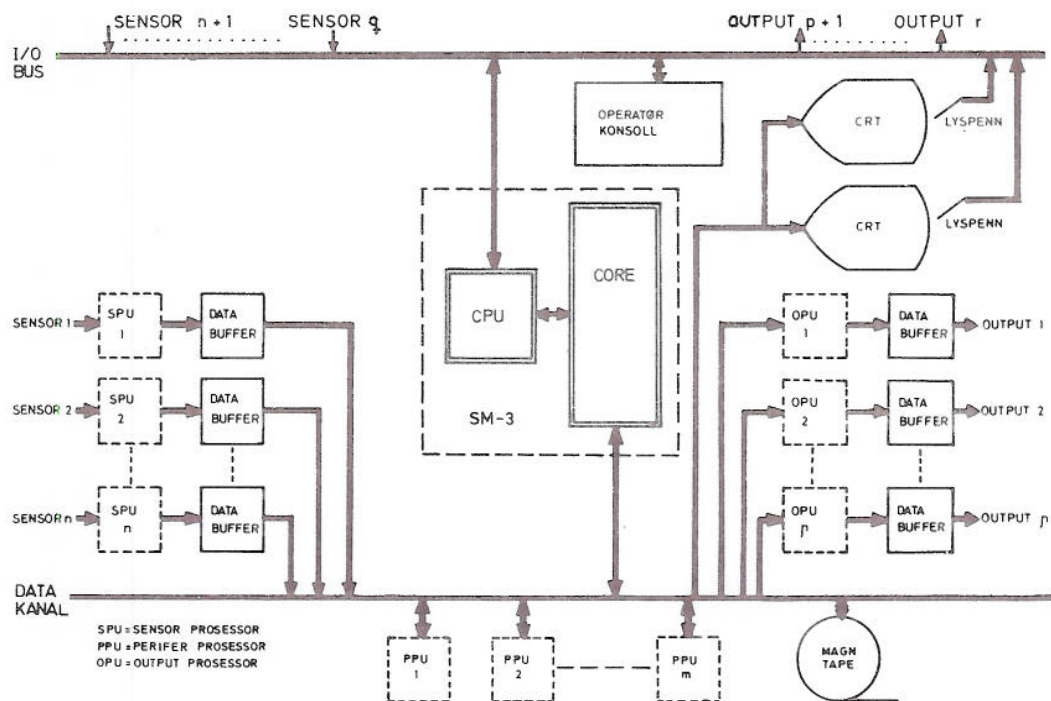 SENSOR n+1
SENSOR q
OUTPUT p+1
OUTPUT r
I/O
BUS
OPERATØR
KONSOLL
CRT
LYSPENN
CRT
LYSPENN
CORE
CPU
SM-3
SENSOR 1
SPU
1
DATA
BUFFER
OPU
1
DATA
BUFFER
OUTPUT 1
SENSOR 2
SPU
2
DATA
BUFFER
OPU
2
DATA
BUFFER
OUTPUT 2
SENSOR n
SPU
n
DATA
BUFFER
OPU
p
DATA
BUFFER
OUTPUT p
DATA
KANAL
SPU=SENSOR PROSESSOR
PPU=PERIFER PROSESSOR
OPU=OUTPUT PROSESSOR
PPU
1
PPU
2
PPU
m
MAGN
TAPE